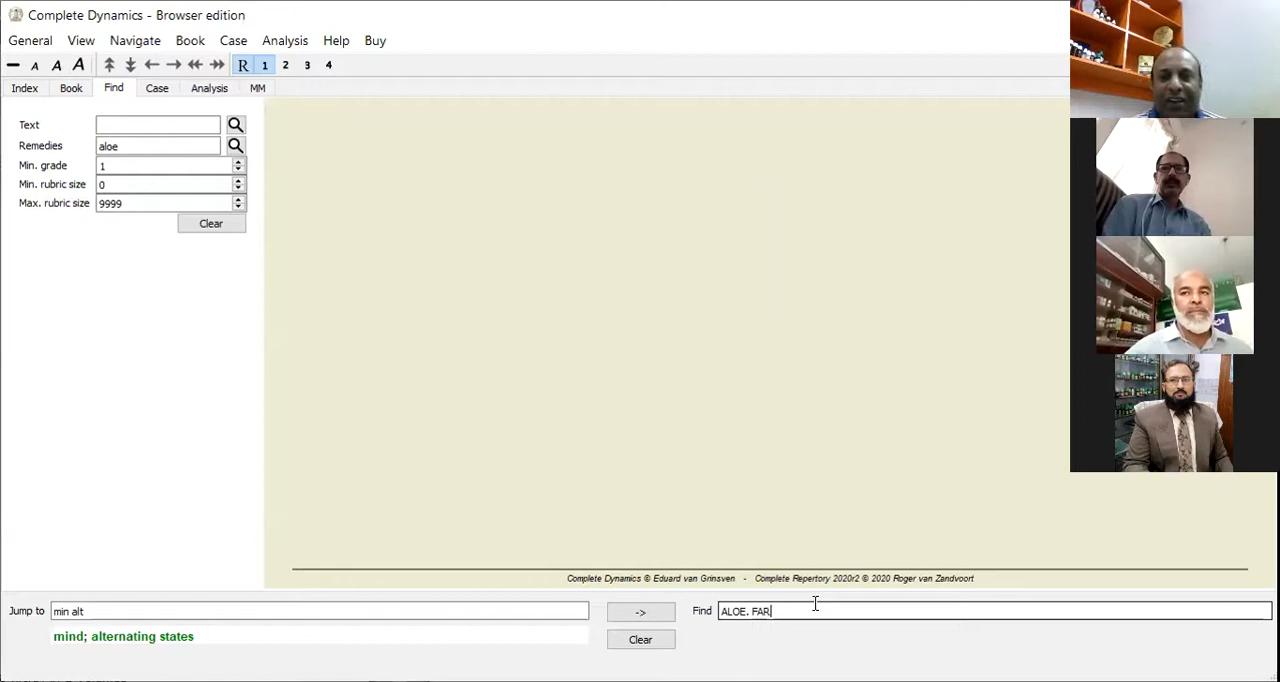 Complete Dynamics - Browser edition
General View Navigate Book Case Analysis Help Buy
A A A R 1 2 3 4
Index Book Find Case Analysis MM
Text
Remedies aloe
Min. grade 1
Min. rubric size 0
Max. rubric size 9999
Clear
Complete Dynamics © Eduard van Grinsven - Complete Repertory 2020r2 © 2020 Roger van Zandvoort
Jump to min alt -> Find ALOE. FAR
mind; alternating states Clear